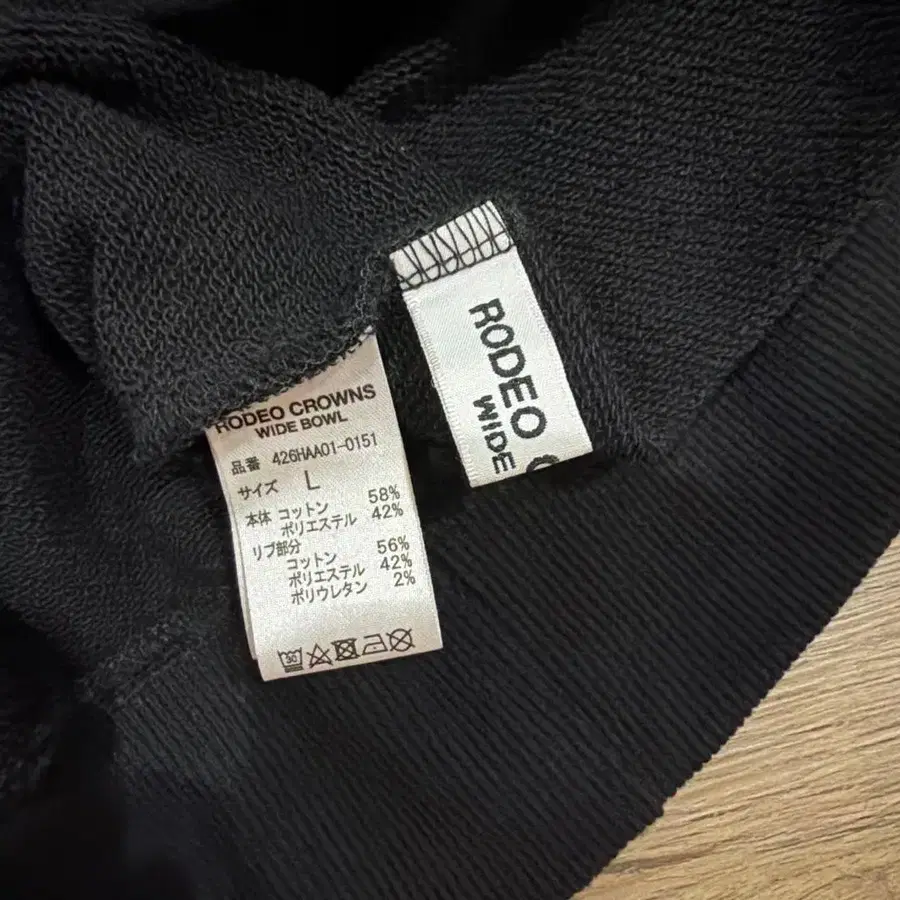 RODEO CROWNS
WIDE BOWL
品番 426HAA01-0151
サイズ L
本体 コットン 58%
ポリエステル 42%
リブ部分
コットン 56%
ポリエステル 42%
ポリウレタン 2%
30
RODEO C
WIDE